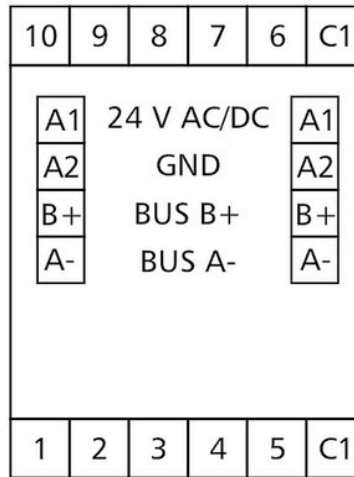 10 9 8 7 6 C1
A1 24 V AC/DC A1
A2 GND A2
B+ BUS B+ B+
A- BUS A- A-
1 2 3 4 5 C1